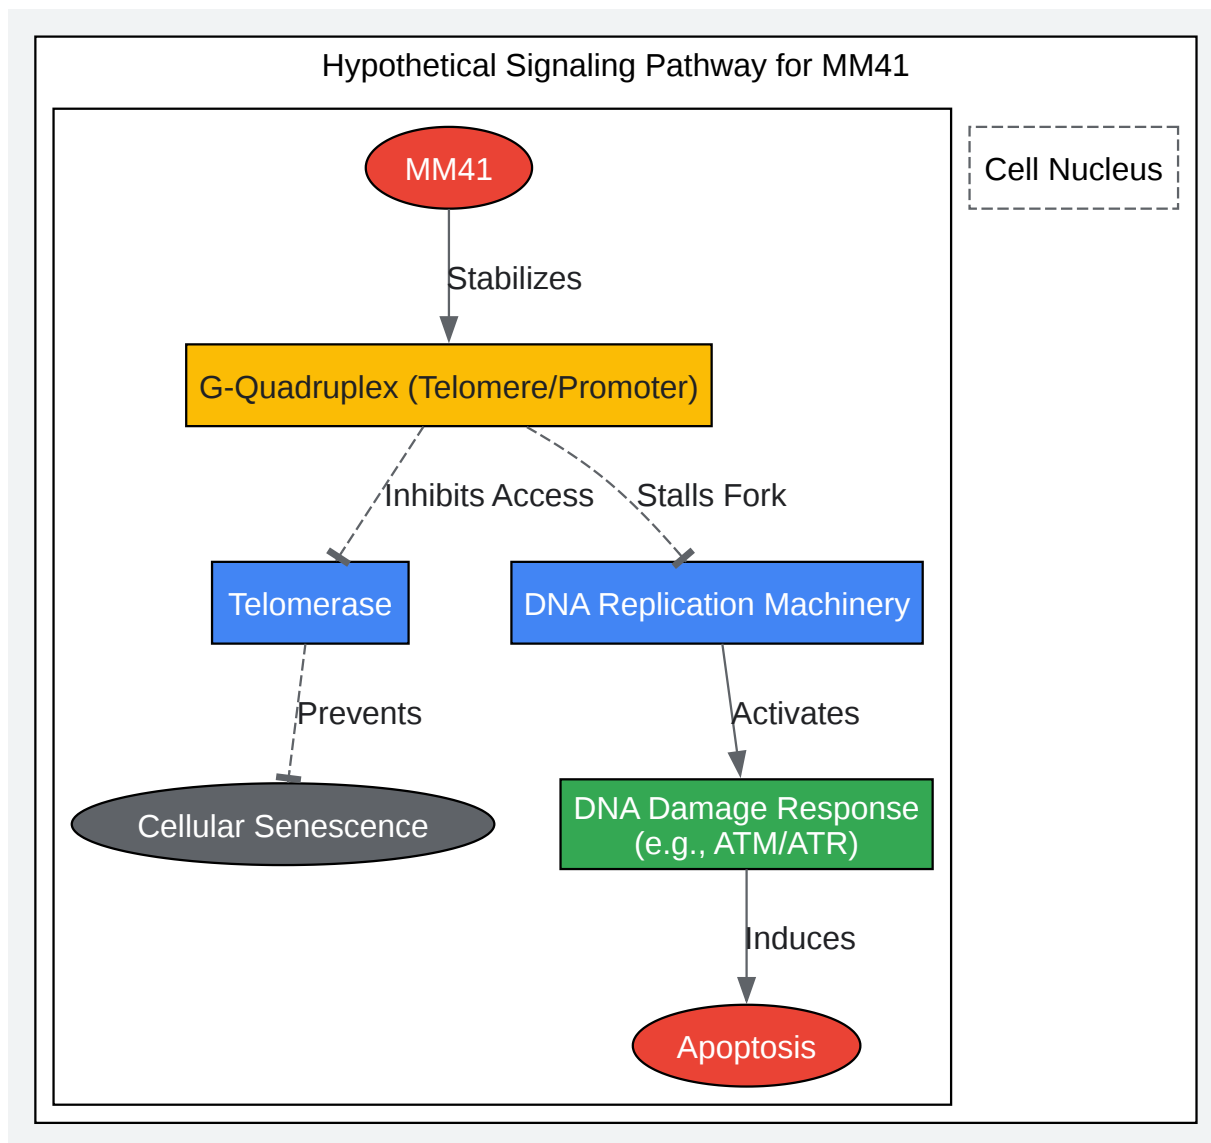 Hypothetical Signaling Pathway for MM41
MM41
Cell Nucleus
Stabilizes
G-Quadruplex (Telomere/Promoter)
Inhibits Access
Stalls Fork
Telomerase
DNA Replication Machinery
Prevents
Activates
Cellular Senescence
DNA Damage Response
(e.g., ATM/ATR)
Induces
Apoptosis